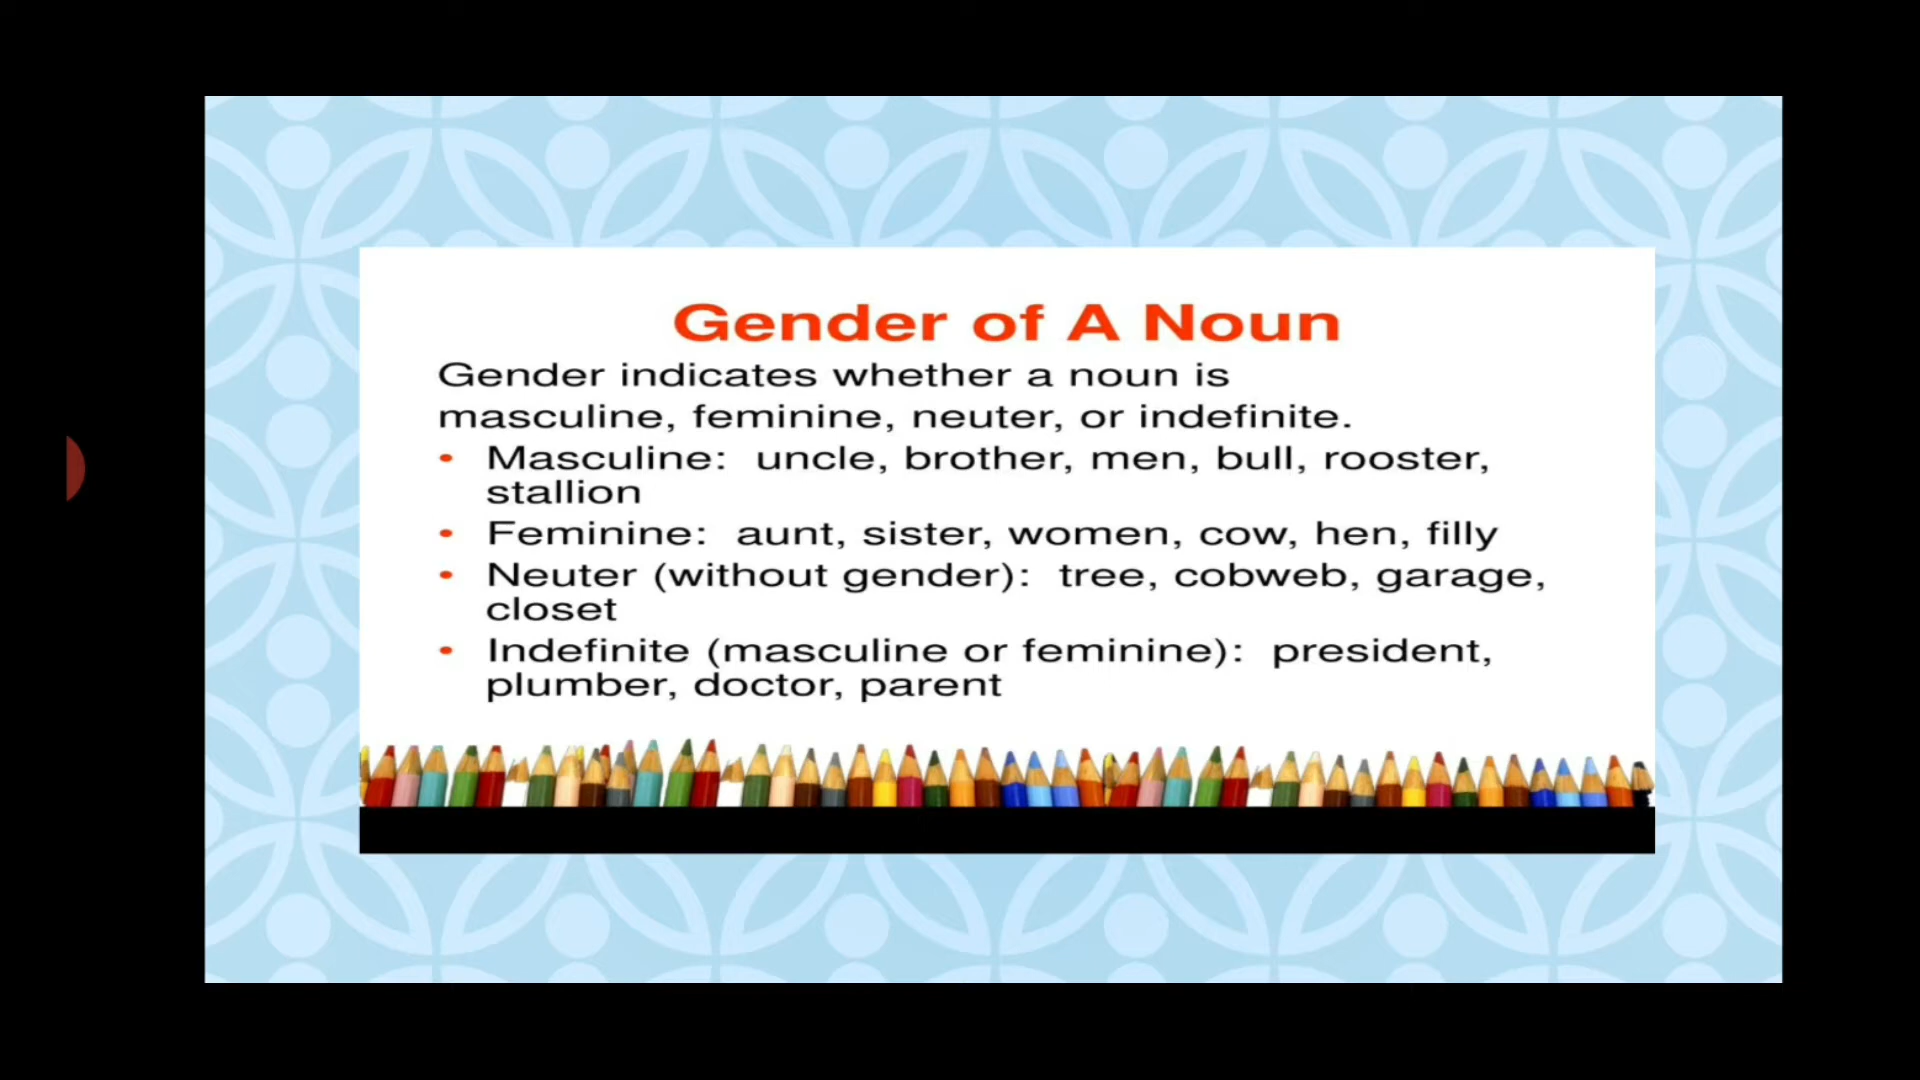 Gender of A Noun
Gender indicates whether a noun is
masculine, feminine, neuter, or indefinite.
• Masculine: uncle, brother, men, bull, rooster,
stallion
• Feminine: aunt, sister, women, cow, hen, filly
• Neuter (without gender): tree, cobweb, garage,
closet
• Indefinite (masculine or feminine): president,
plumber, doctor, parent